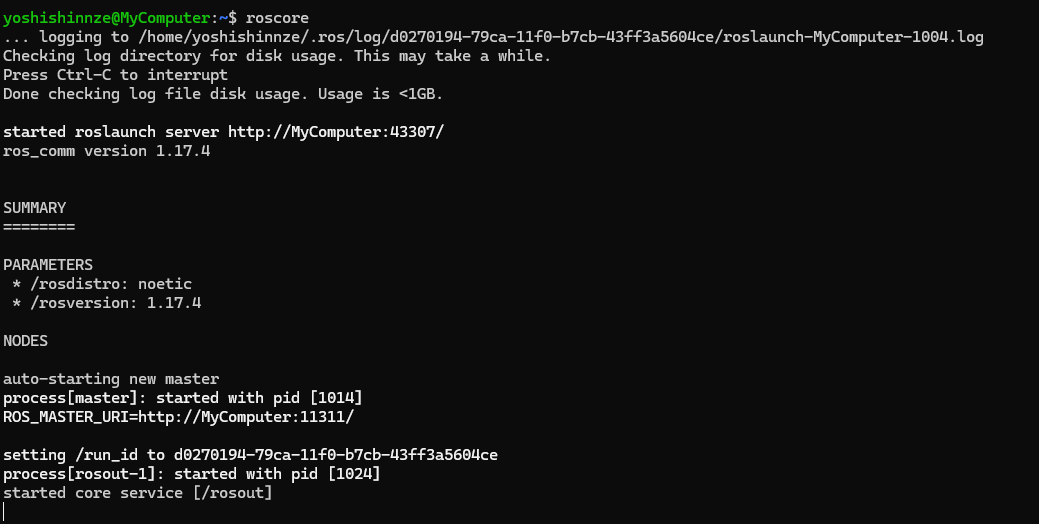 yoshishinnze@MyComputer:~$ roscore
... logging to /home/yoshishinnze/.ros/log/d0270194-79ca-11f0-b7cb-43ff3a5604ce/roslaunch-MyComputer-1004.log
Checking log directory for disk usage. This may take a while.
Press Ctrl-C to interrupt
Done checking log file disk usage. Usage is <1GB.

started roslaunch server http://MyComputer:43307/
ros_comm version 1.17.4


SUMMARY
========

PARAMETERS
 * /rosdistro: noetic
 * /rosversion: 1.17.4

NODES

auto-starting new master
process[master]: started with pid [1014]
ROS_MASTER_URI=http://MyComputer:11311/

setting /run_id to d0270194-79ca-11f0-b7cb-43ff3a5604ce
process[rosout-1]: started with pid [1024]
started core service [/rosout]